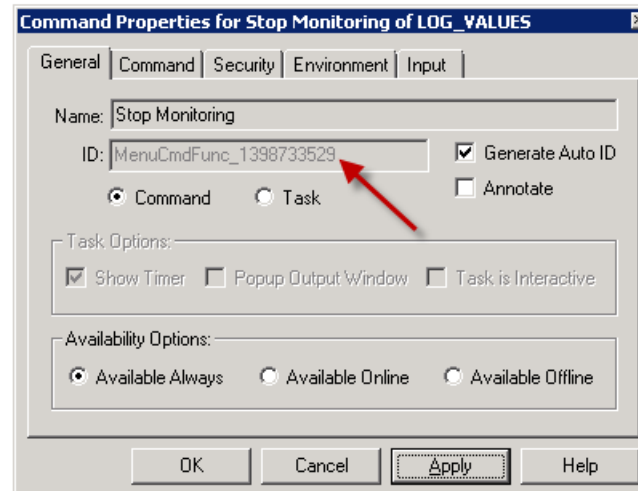 Command Properties for Stop Monitoring of LOG_VALUES
General Command Security Environment Input
Name: Stop Monitoring
ID: MenuCmdFunc_1398733529 Generate Auto ID
Command Task Annotate
Task Options:
Show Timer Popup Output Window Task is Interactive
Availability Options:
Available Always Available Online Available Offline
OK Cancel Apply Help